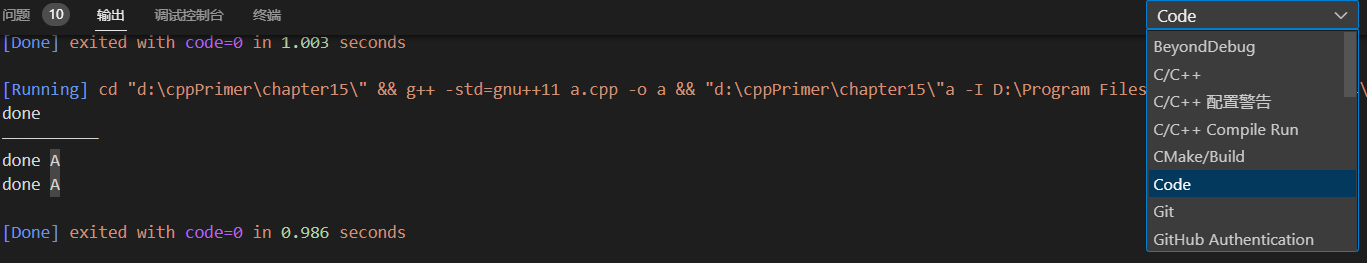 问题 10 输出 调试控制台 终端 Code
[Done] exited with code=0 in 1.003 seconds
[Running] cd "d:\cppPrimer\chapter15\" && g++ -std=gnu++11 a.cpp -o a && "d:\cppPrimer\chapter15\"a -I D:\Program Files
done
done A
done A
[Done] exited with code=0 in 0.986 seconds
BeyondDebug
C/C++
C/C++ 配置警告
C/C++ Compile Run
CMake/Build
Code
Git
GitHub Authentication